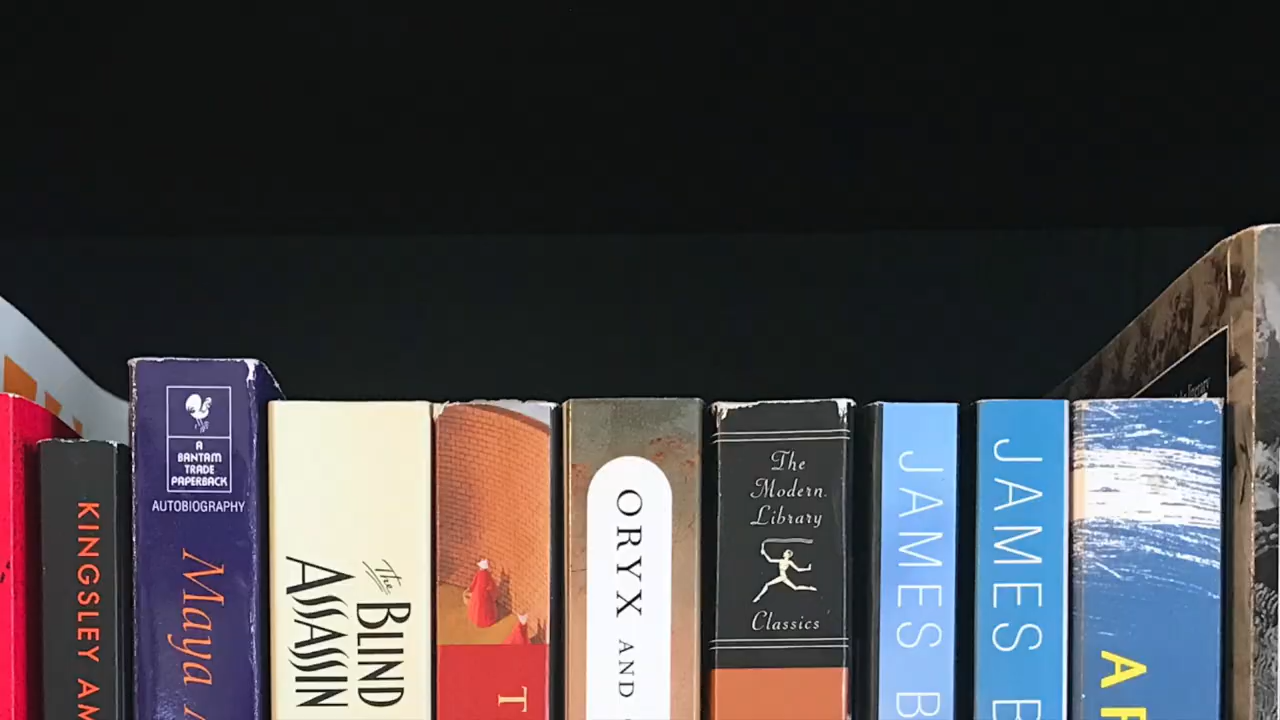 KINGSLEY AM
A
BANTAM
TRADE
PAPERBACK
AUTOBIOGRAPHY
Maya
The BLIND
ASSASSIN
T
ORYX AND
The
Modern
Library
Classics
JAMES B
JAMES B
A